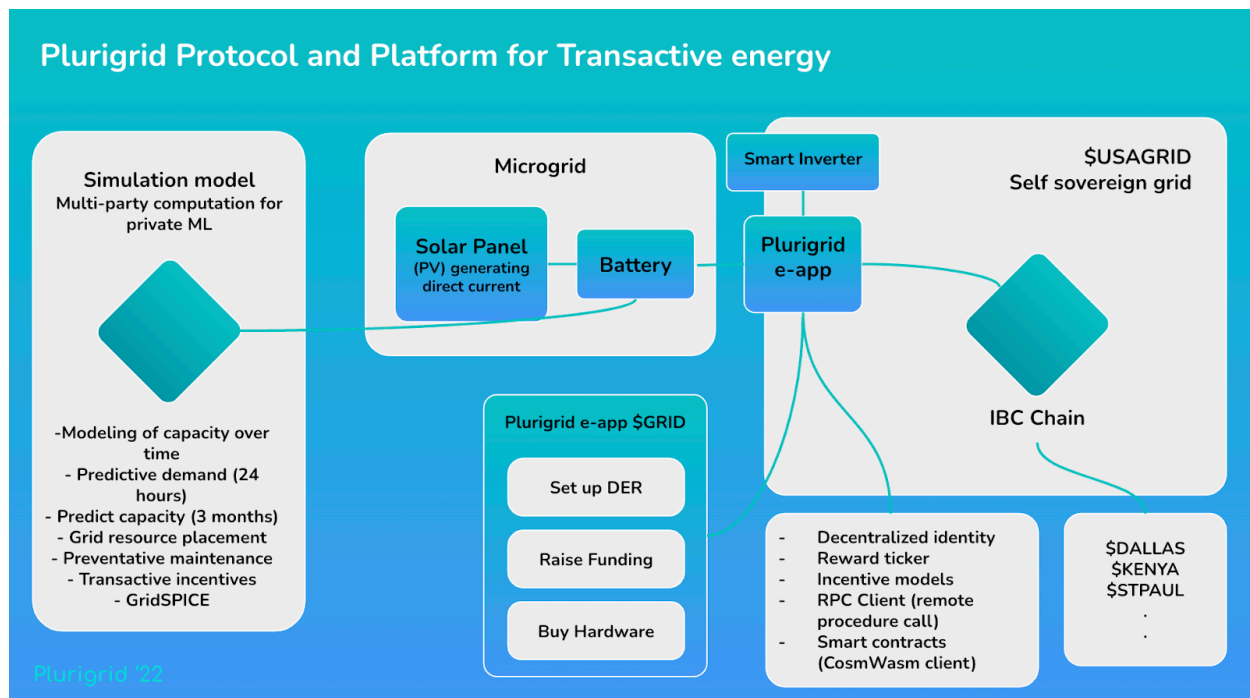 Plurigrid Protocol and Platform for Transactive energy
Simulation model
Multi-party computation for
private ML
-Modeling of capacity over
time
- Predictive demand (24
hours)
- Predict capacity (3 months)
- Grid resource placement
- Preventative maintenance
- Transactive incentives
- GridSPICE
Microgrid
Solar Panel
(PV) generating
direct current
Battery
Smart Inverter
Plurigrid
e-app
$USAGRID
Self sovereign grid
IBC Chain
Plurigrid e-app $GRID
Set up DER
Raise Funding
Buy Hardware
- Decentralized identity
- Reward ticker
- Incentive models
- RPC Client (remote
procedure call)
- Smart contracts
(CosmWasm client)
$DALLAS
$KENYA
$STPAUL
.
.
Plurigrid '22